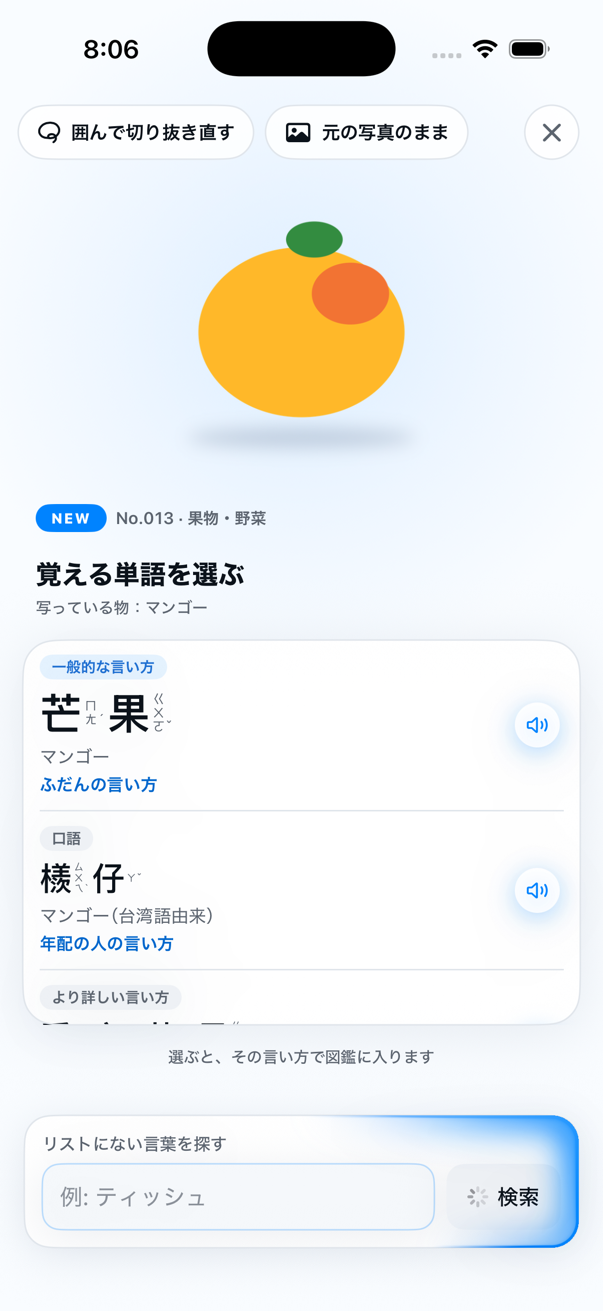 8:06
囲んで切り抜き直す
元の写真のまま
NEW No.013 · 果物・野菜
覚える単語を選ぶ
写っている物：マンゴー
一般的な言い方
芒ㄇㄤˊ果ㄍㄨㄛˇ
マンゴー
ふだんの言い方
口語
檨ㄙㄨㄞ仔ㄚˇ
マンゴー（台湾語由来）
年配の人の言い方
より詳しい言い方
選ぶと、その言い方で図鑑に入ります
リストにない言葉を探す
例: ティッシュ
検索